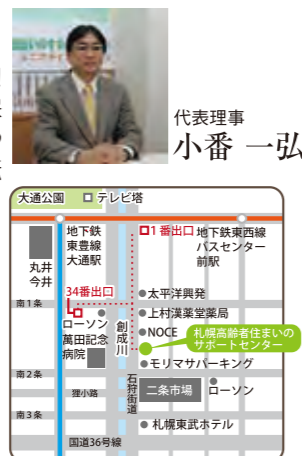 代表理事
小番 一弘
大通公園
テレビ塔
地下鉄
東豊線
大通駅
1番出口
地下鉄東西線
バスセンター
前駅
丸井
今井
34番出口
太平洋興発
南1条
ローソン
上村漢薬堂薬局
萬田記念
病院
創成川
NOCE
札幌高齢者住まいの
サポートセンター
モリマサパーキング
南2条
狸小路
石狩街道
二条市場
ローソン
南3条
札幌東武ホテル
国道36号線